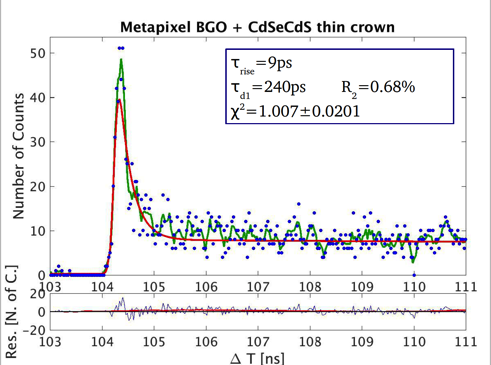 Metapixel BGO + CdSeCdS thin crown
Number of Counts
50
40
30
20
10
0
τrise=9ps
τd1=240ps R2=0.68%
χ²=1.007±0.0201
103 104 105 106 107 108 109 110 111
Res. [N. of C.]
20
0
-20
103 104 105 106 107 108 109 110 111
Δ T [ns]